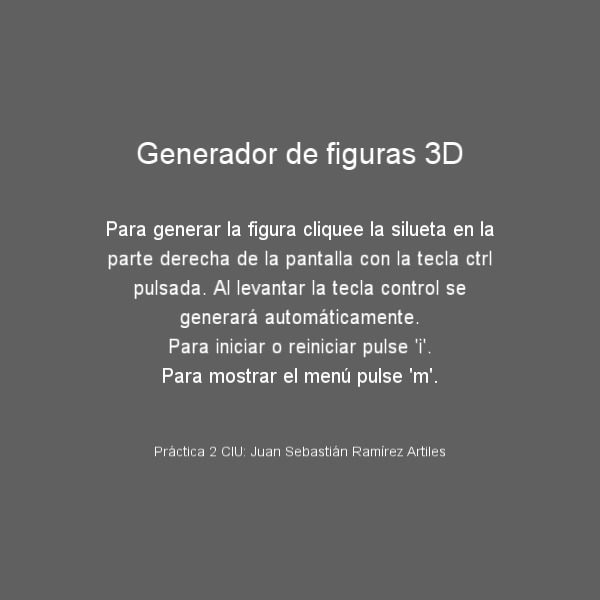 Generador de figuras 3D
Para generar la figura cliquee la silueta en la
parte derecha de la pantalla con la tecla ctrl
pulsada. Al levantar la tecla control se
generará automáticamente.
Para iniciar o reiniciar pulse 'i'.
Para mostrar el menú pulse 'm'.
Práctica 2 CIU: Juan Sebastián Ramírez Artiles